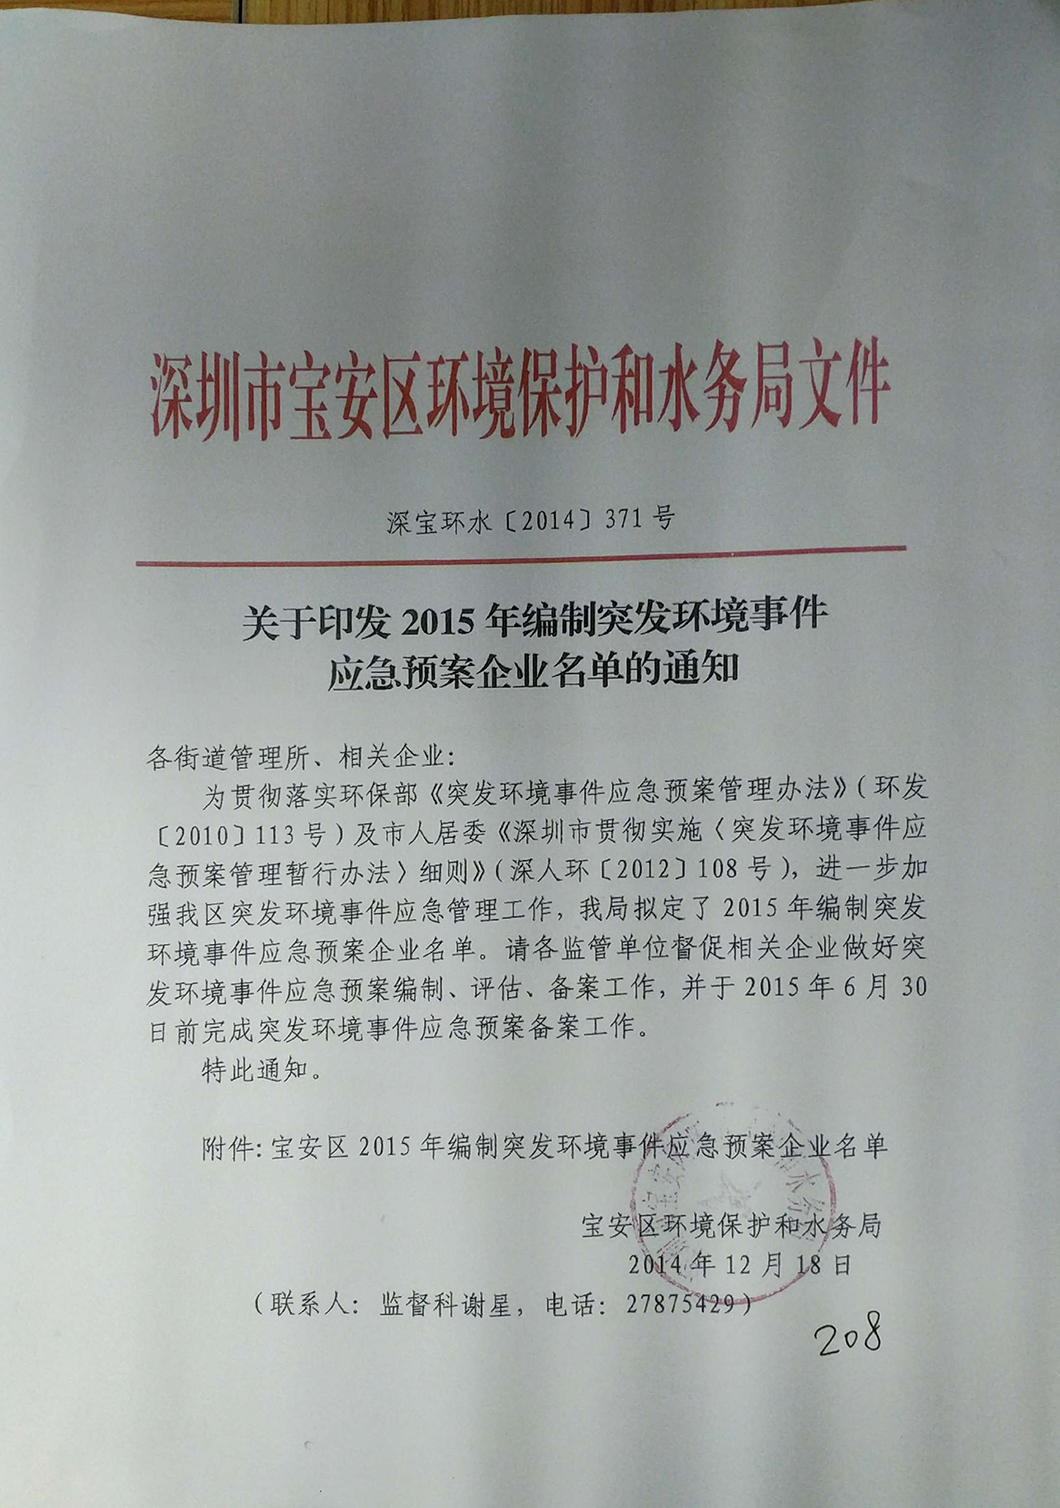 深圳市宝安区环境保护和水务局文件
深宝环水〔2014〕371号
关于印发2015年编制突发环境事件
应急预案企业名单的通知
各街道管理所、相关企业：
为贯彻落实环保部《突发环境事件应急预案管理办法》（环发
〔2010〕113号）及市人居委《深圳市贯彻实施〈突发环境事件应
急预案管理暂行办法〉细则》（深人环〔2012〕108号），进一步加
强我区突发环境事件应急管理工作，我局拟定了2015年编制突发
环境事件应急预案企业名单。请各监管单位督促相关企业做好突
发环境事件应急预案编制、评估、备案工作，并于2015年6月30
日前完成突发环境事件应急预案备案工作。
特此通知。
附件：宝安区2015年编制突发环境事件应急预案企业名单
宝安区环境保护和水务局
2014年12月18日
（联系人：监督科谢星，电话：27875429）
208